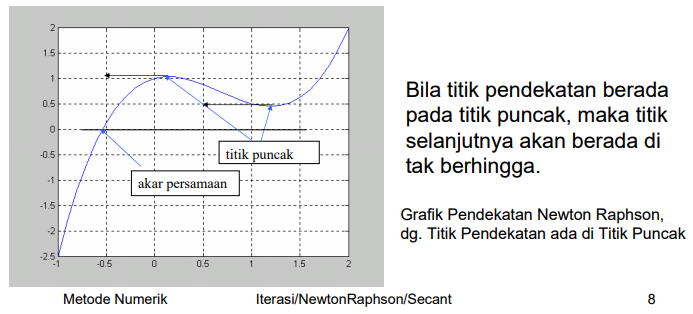 2
1.5
1
0.5
0
-0.5
-1
-1.5
-2
-2.5
-1 -0.5 0 0.5 1 1.5 2
titik puncak
akar persamaan
Bila titik pendekatan berada
pada titik puncak, maka titik
selanjutnya akan berada di
tak berhingga.
Grafik Pendekatan Newton Raphson,
dg. Titik Pendekatan ada di Titik Puncak
Metode Numerik Iterasi/NewtonRaphson/Secant 8